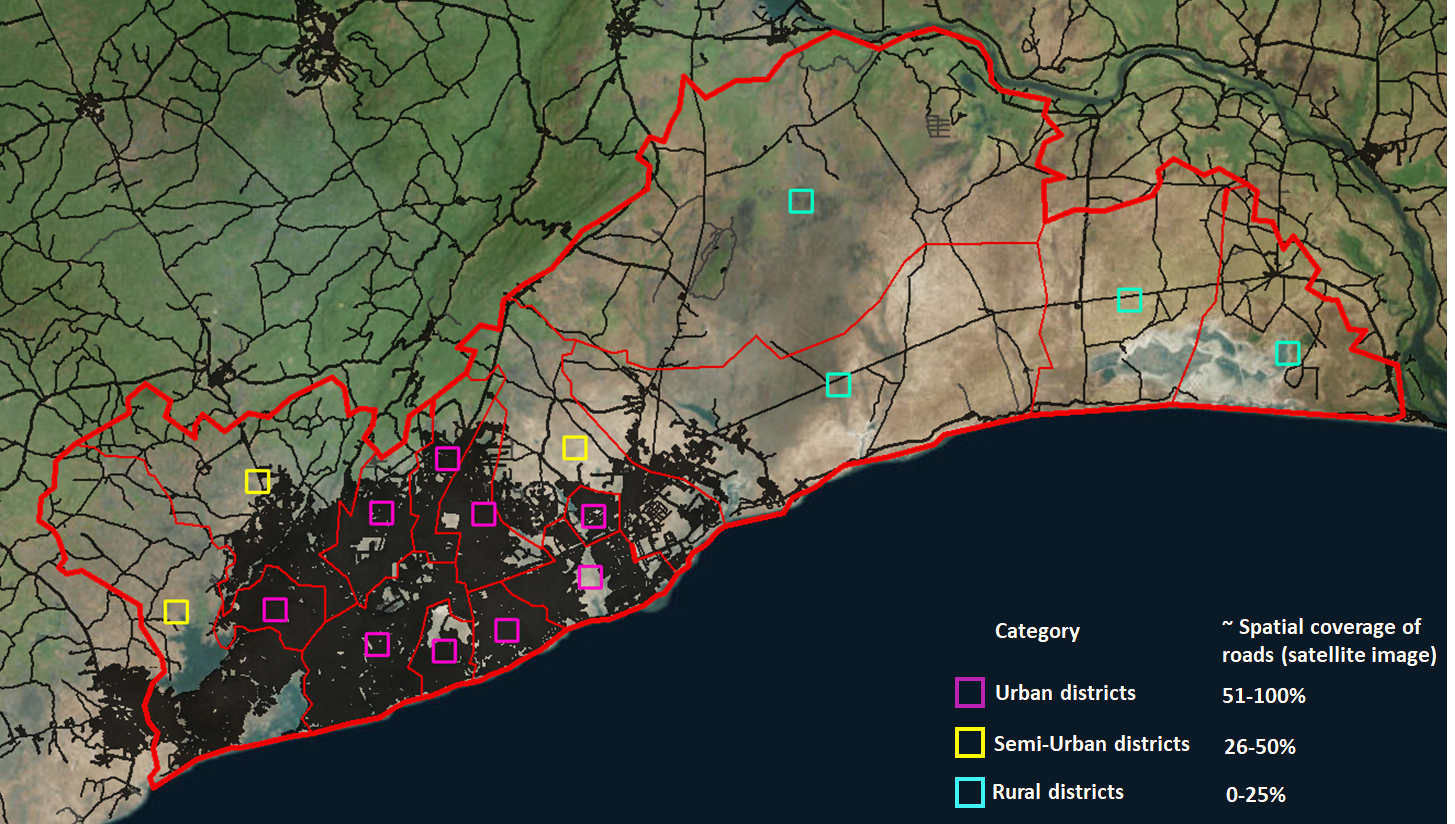 Category
~ Spatial coverage of
roads (satellite image)
Urban districts
51-100%
Semi-Urban districts
26-50%
Rural districts
0-25%